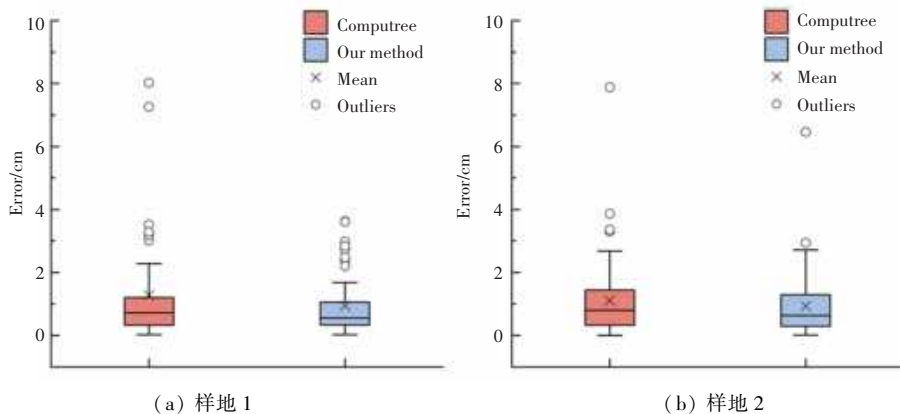 10
8
6
4
2
0
Error/cm
Computree
Our method
Mean
Outliers
(a) 样地 1
10
8
6
4
2
0
Error/cm
Computree
Our method
Mean
Outliers
(b) 样地 2